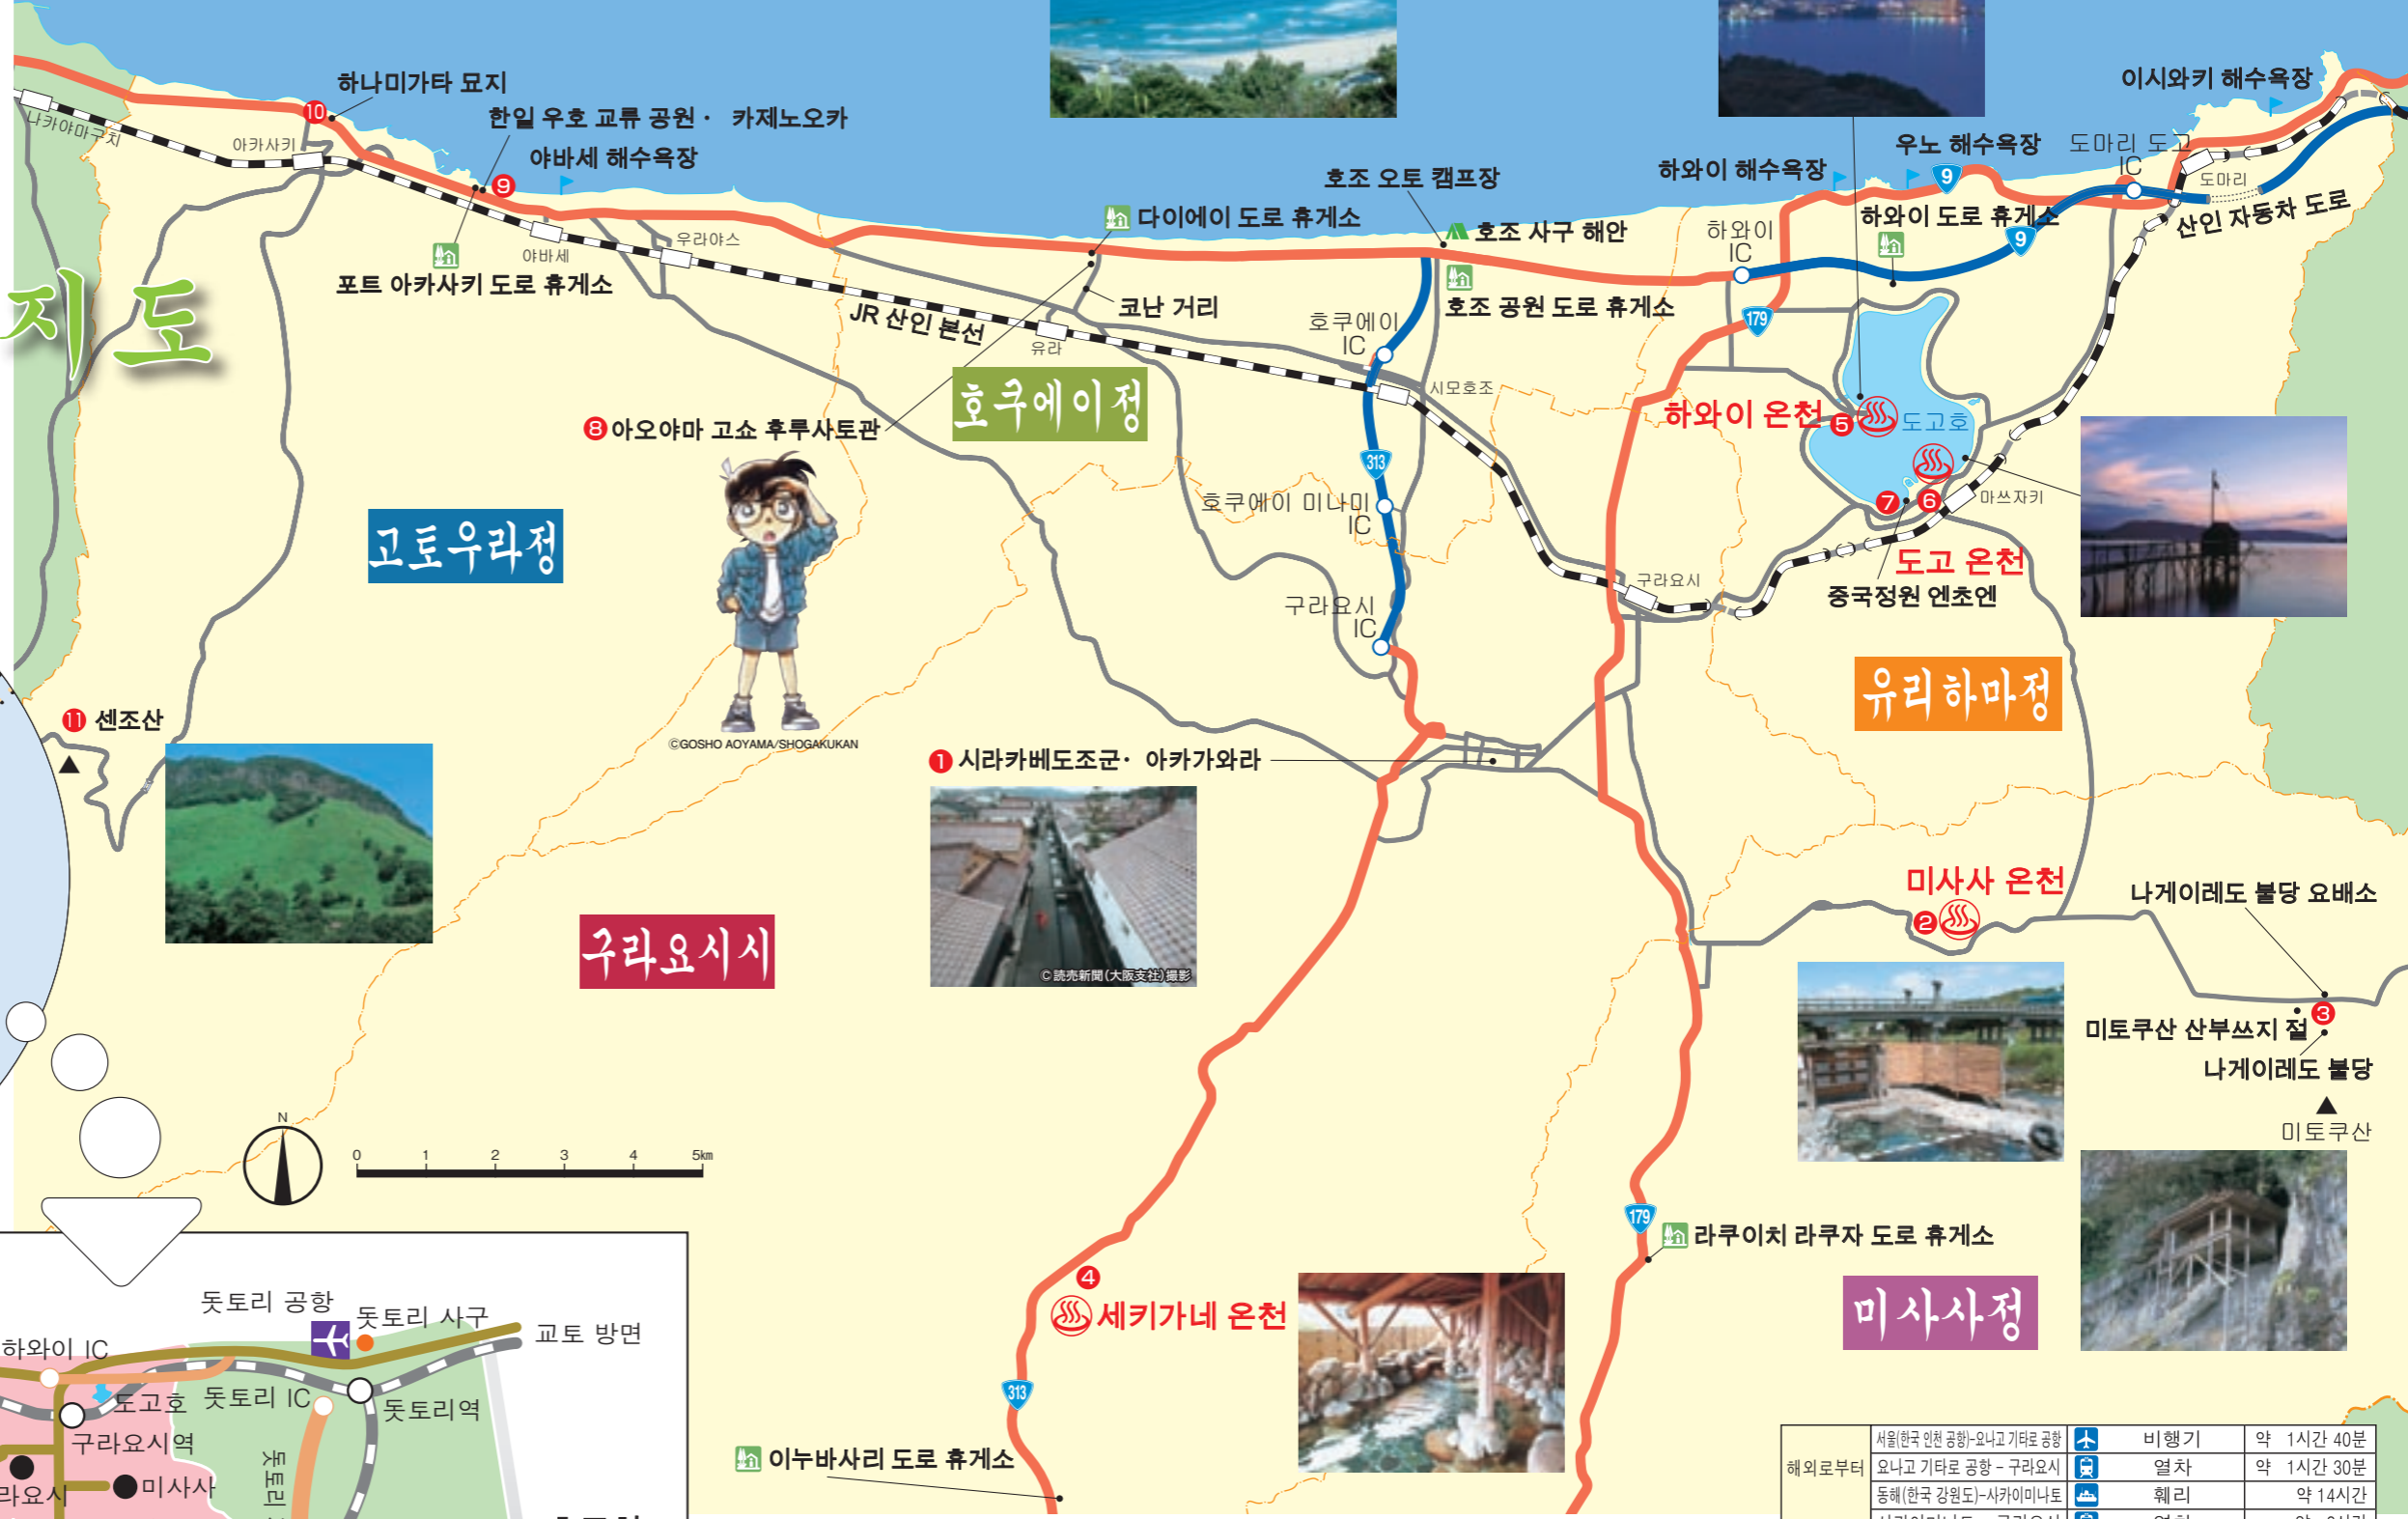 이시와키 해수욕장
하나미가타 묘지
10
나카야마구치
아카사키
한일 우호 교류 공원 · 카제노오카
야바세 해수욕장
9
우노 해수욕장
도마리 도고
IC
호조 오토 캠프장
하와이 해수욕장
9
도마리
다이에이 도로 휴게소
호조 사구 해안
하와이
IC
하와이 도로 휴게소
9
산인 자동차 도로
우라야스
야바세
포트 아카사키 도로 휴게소
지도
코난 거리
호조 공원 도로 휴게소
JR 산인 본선
유라
호쿠에이
IC
179
시모호조
호쿠에이정
8 아오야마 고쇼 후루사토관
하와이 온천
5
도고호
313
호쿠에이 미나미
IC
7
6
마쓰자키
고토우라정
도고 온천
중국정원 엔초엔
구라요시
구라요시
IC
유리하마정
11 센조산
©GOSHO AOYAMA/SHOGAKUKAN
1 시라카베도조군 · 아카가와라
©読売新聞(大阪支社)撮影
구라요시시
미사사 온천
2
나게이레도 불당 요배소
3
미토쿠산 산부쓰지 절
나게이레도 불당
미토쿠산
N
0 1 2 3 4 5km
179
라쿠이치 라쿠자 도로 휴게소
미사사정
4
세키가네 온천
313
이누바사리 도로 휴게소
돗토리 공항
돗토리 사구
교토 방면
하와이 IC
도고호
돗토리 IC
돗토리역
구라요시역
돗토리
라요시
미사사
해외로부터
서울(한국 인천 공항)-요나고 기타로 공항 비행기 약 1시간 40분
요나고 기타로 공항 - 구라요시 열차 약 1시간 30분
동해(한국 강원도)-사카이미나토 훼리 약 14시간